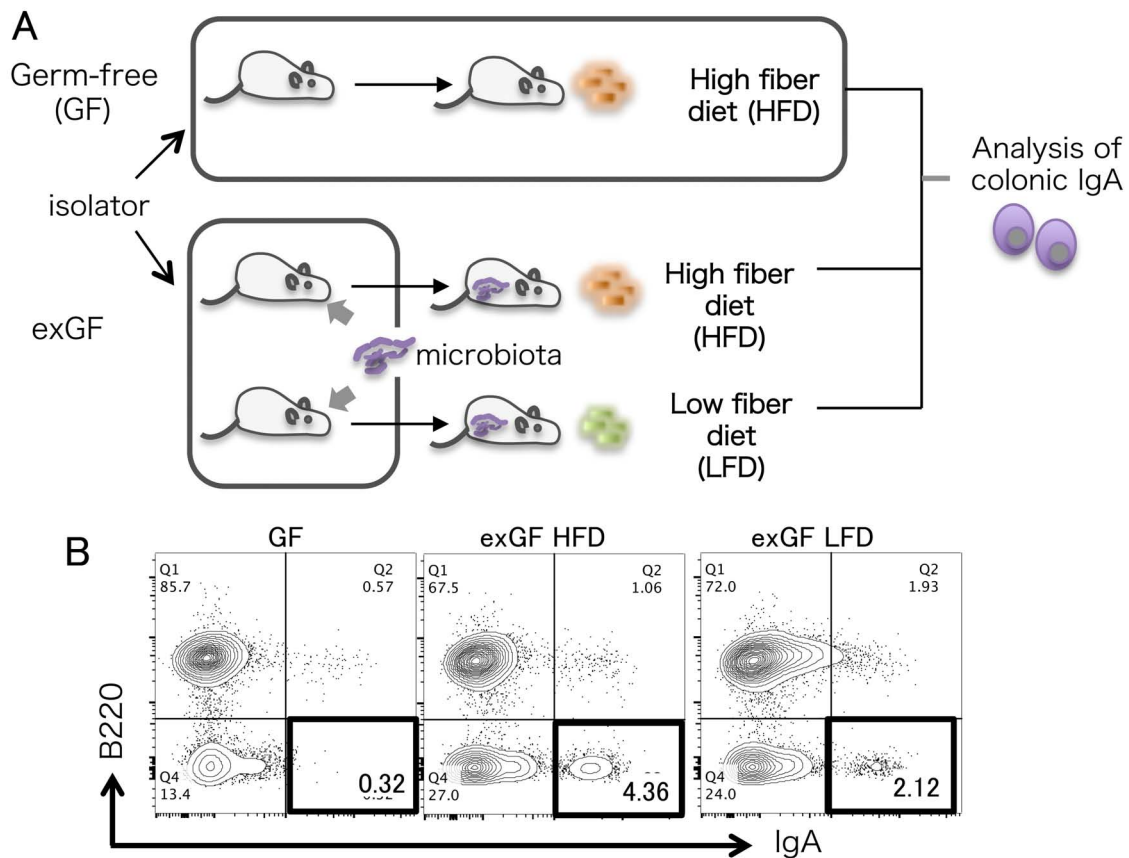 A
Germ-free
(GF)
High fiber
diet (HFD)
Analysis of
colonic IgA
isolator
exGF
High fiber
diet
(HFD)
microbiota
Low fiber
diet
(LFD)
B
GF
exGF HFD
exGF LFD
Q1
85.7
Q2
0.57
Q1
67.5
Q2
1.06
Q1
72.0
Q2
1.93
B220
Q4
13.4
0.32
Q4
27.0
4.36
Q4
24.0
2.12
IgA